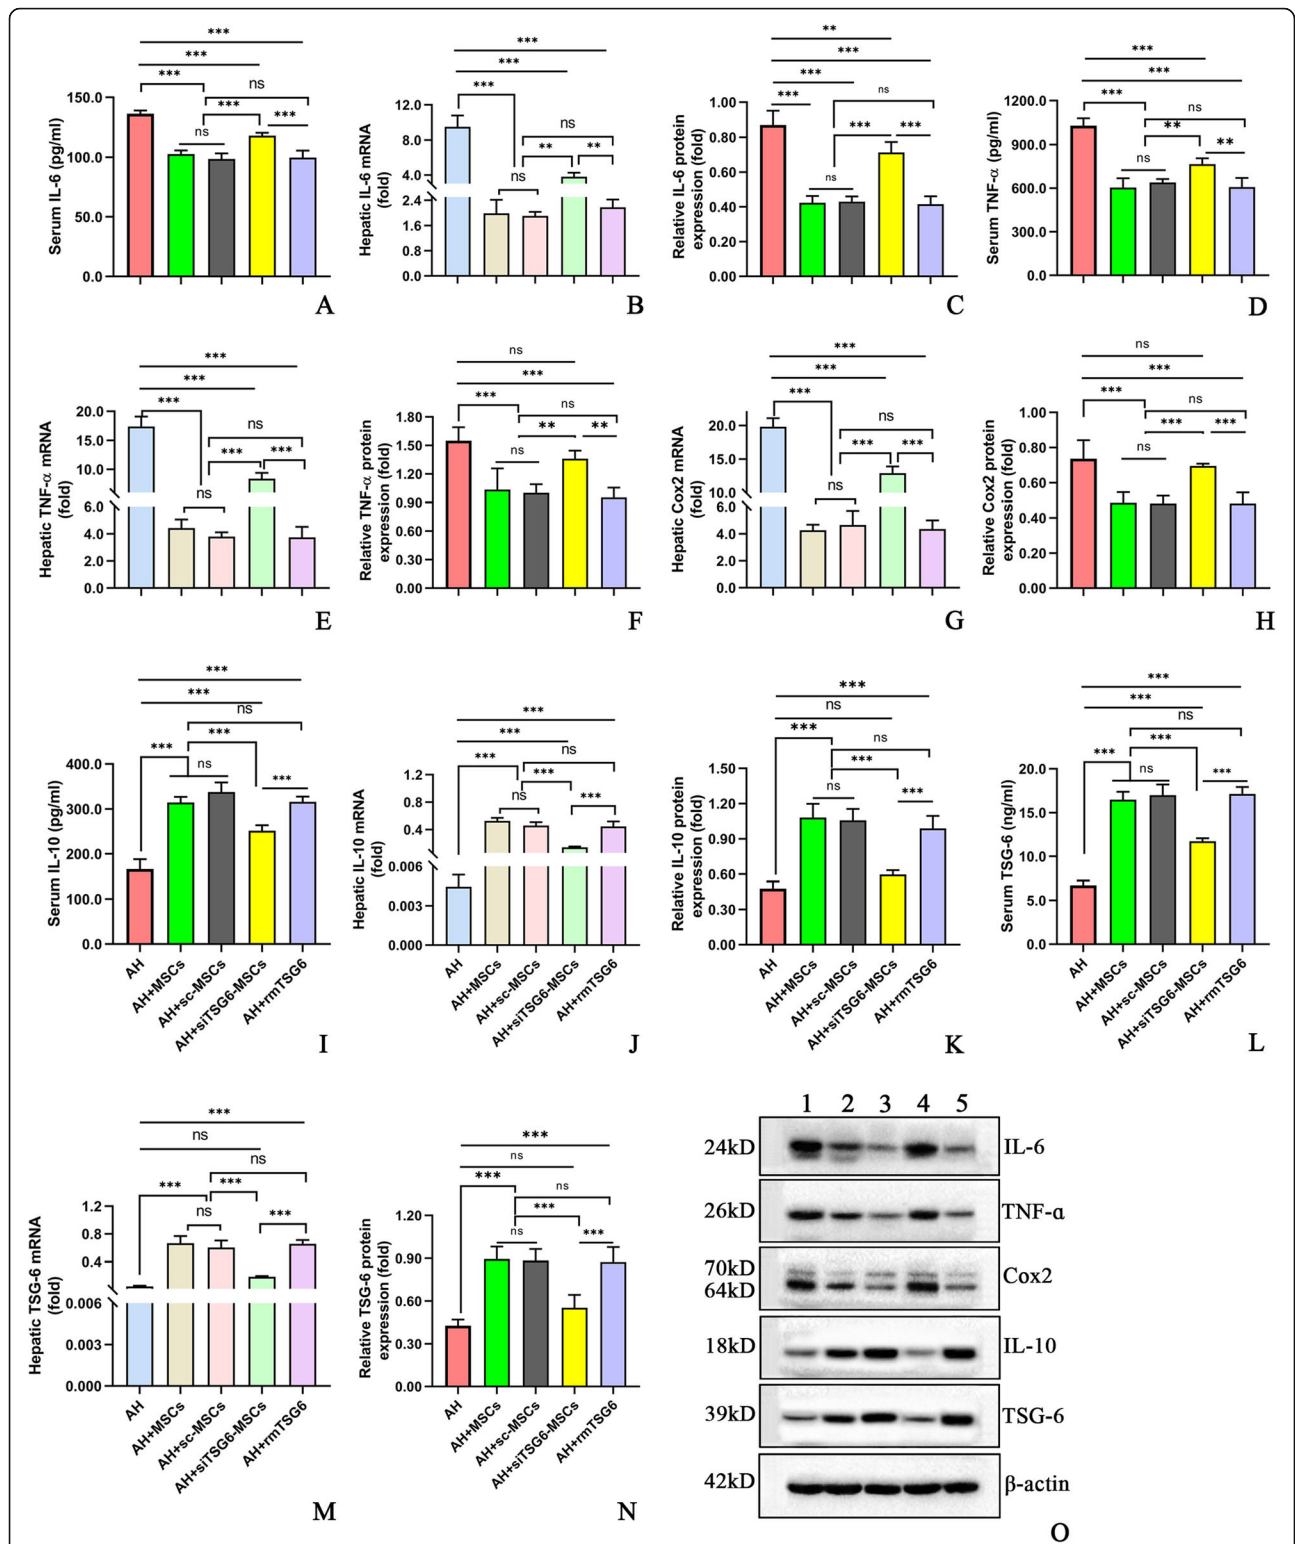 ***
***
***
ns
***
***
ns
150.0
100.0
50.0
0.0
Serum IL-6 (pg/ml)
A
***
***
***
ns
**
**
ns
12.0
8.0
4.0
2.4
1.6
0.8
0.0
Hepatic IL-6 mRNA
(fold)
B
**
***
***
***
ns
***
***
ns
1.00
0.80
0.60
0.40
0.20
0.00
Relative IL-6 protein
expression (fold)
C
***
***
***
ns
**
**
ns
1200.0
900.0
600.0
300.0
0.0
Serum TNF-α
(pg/ml)
D
***
***
***
ns
***
***
ns
20.0
15.0
10.0
6.0
4.0
2.0
0.0
Hepatic TNF-α mRNA
(fold)
E
ns
***
***
ns
**
**
ns
1.80
1.50
1.20
0.90
0.60
0.30
0.00
Relative TNF-α protein
expression (fold)
F
***
***
***
ns
***
***
ns
20.0
10.0
6.0
4.0
2.0
0.0
Hepatic Cox2 mRNA
(fold)
G
ns
***
***
ns
***
***
ns
1.00
0.80
0.60
0.40
0.20
0.00
Relative Cox2 protein
expression (fold)
H
***
***
ns
***
***
ns
***
400.0
300.0
200.0
100.0
0.0
Serum IL-10 (pg/ml)
AH
AH+MSCs
AH+sc-MSCs
AH+siTSG6-MSCs
AH+rmTSG6
I
***
***
***
ns
***
ns
***
1.2
0.8
0.4
0.006
0.003
0.000
Hepatic IL-10 mRNA
(fold)
AH
AH+MSCs
AH+sc-MSCs
AH+siTSG6-MSCs
AH+rmTSG6
J
***
ns
***
ns
***
ns
***
1.50
1.20
0.90
0.60
0.30
0.00
Relative IL-10 protein
expression (fold)
AH
AH+MSCs
AH+sc-MSCs
AH+siTSG6-MSCs
AH+rmTSG6
K
***
***
ns
***
***
ns
***
20.0
15.0
10.0
5.0
0.0
Serum TSG-6 (ng/ml)
AH
AH+MSCs
AH+sc-MSCs
AH+siTSG6-MSCs
AH+rmTSG6
L
***
ns
ns
***
***
ns
***
1.2
0.8
0.4
0.006
0.003
0.000
Hepatic TSG-6 mRNA
(fold)
AH
AH+MSCs
AH+sc-MSCs
AH+siTSG6-MSCs
AH+rmTSG6
M
***
ns
***
ns
***
ns
***
1.20
0.90
0.60
0.30
0.00
Relative TSG-6 protein
expression (fold)
AH
AH+MSCs
AH+sc-MSCs
AH+siTSG6-MSCs
AH+rmTSG6
N
1 2 3 4 5
24kD IL-6
26kD TNF-α
70kD
64kD Cox2
18kD IL-10
39kD TSG-6
42kD β-actin
O